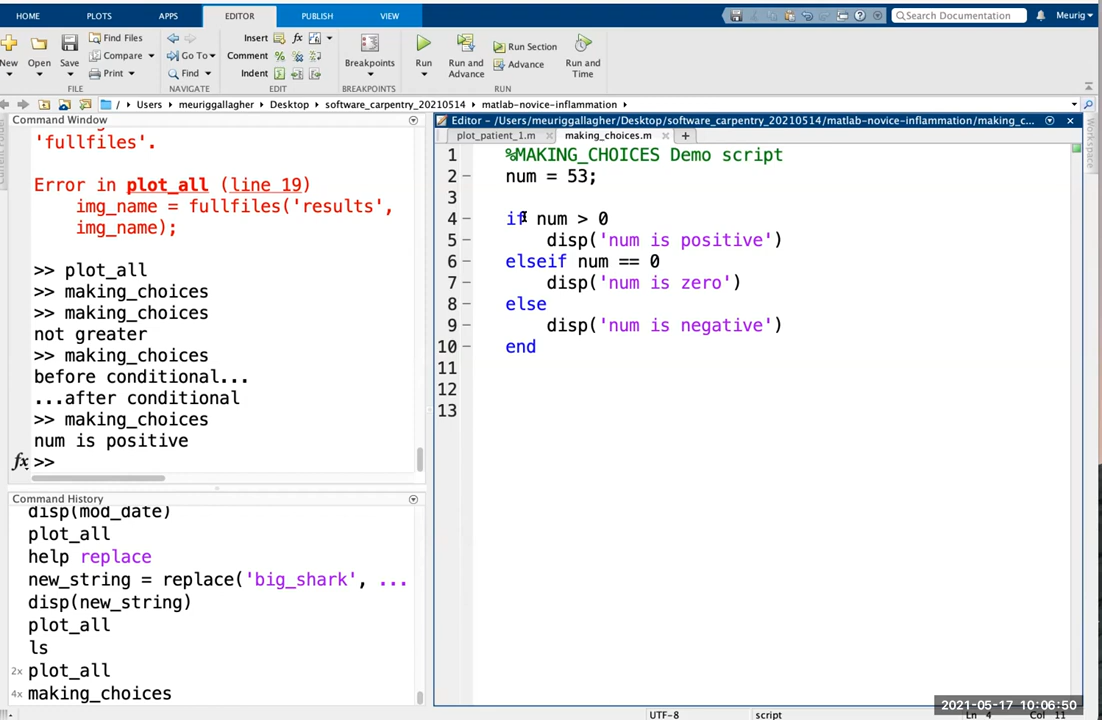 HOME PLOTS APPS EDITOR PUBLISH VIEW Search Documentation Meurig
New Open Save Find Files Compare Print FILE
Go To Find NAVIGATE
Insert fx Comment % Indent EDIT
Breakpoints BREAKPOINTS
Run Run and Advance Run Section Advance Run and Time RUN
/ Users meuriggallagher Desktop software_carpentry_20210514 matlab-novice-inflammation
Command Window
'fullfiles'.
Error in plot_all (line 19)
img_name = fullfiles('results',
img_name);
>> plot_all
>> making_choices
>> making_choices
not greater
>> making_choices
before conditional...
...after conditional
>> making_choices
num is positive
fx >>
Command History
disp(mod_date)
plot_all
help replace
new_string = replace('big_shark', ...
disp(new_string)
plot_all
ls
2x plot_all
4x making_choices
Editor - /Users/meuriggallagher/Desktop/software_carpentry_20210514/matlab-novice-inflammation/making_c...
plot_patient_1.m making_choices.m
1 %MAKING_CHOICES Demo script
2 num = 53;
3
4 if num > 0
5 disp('num is positive')
6 elseif num == 0
7 disp('num is zero')
8 else
9 disp('num is negative')
10 end
11
12
13
Workspace
UTF-8 script Ln 4 Col 11
2021-05-17 10:06:50